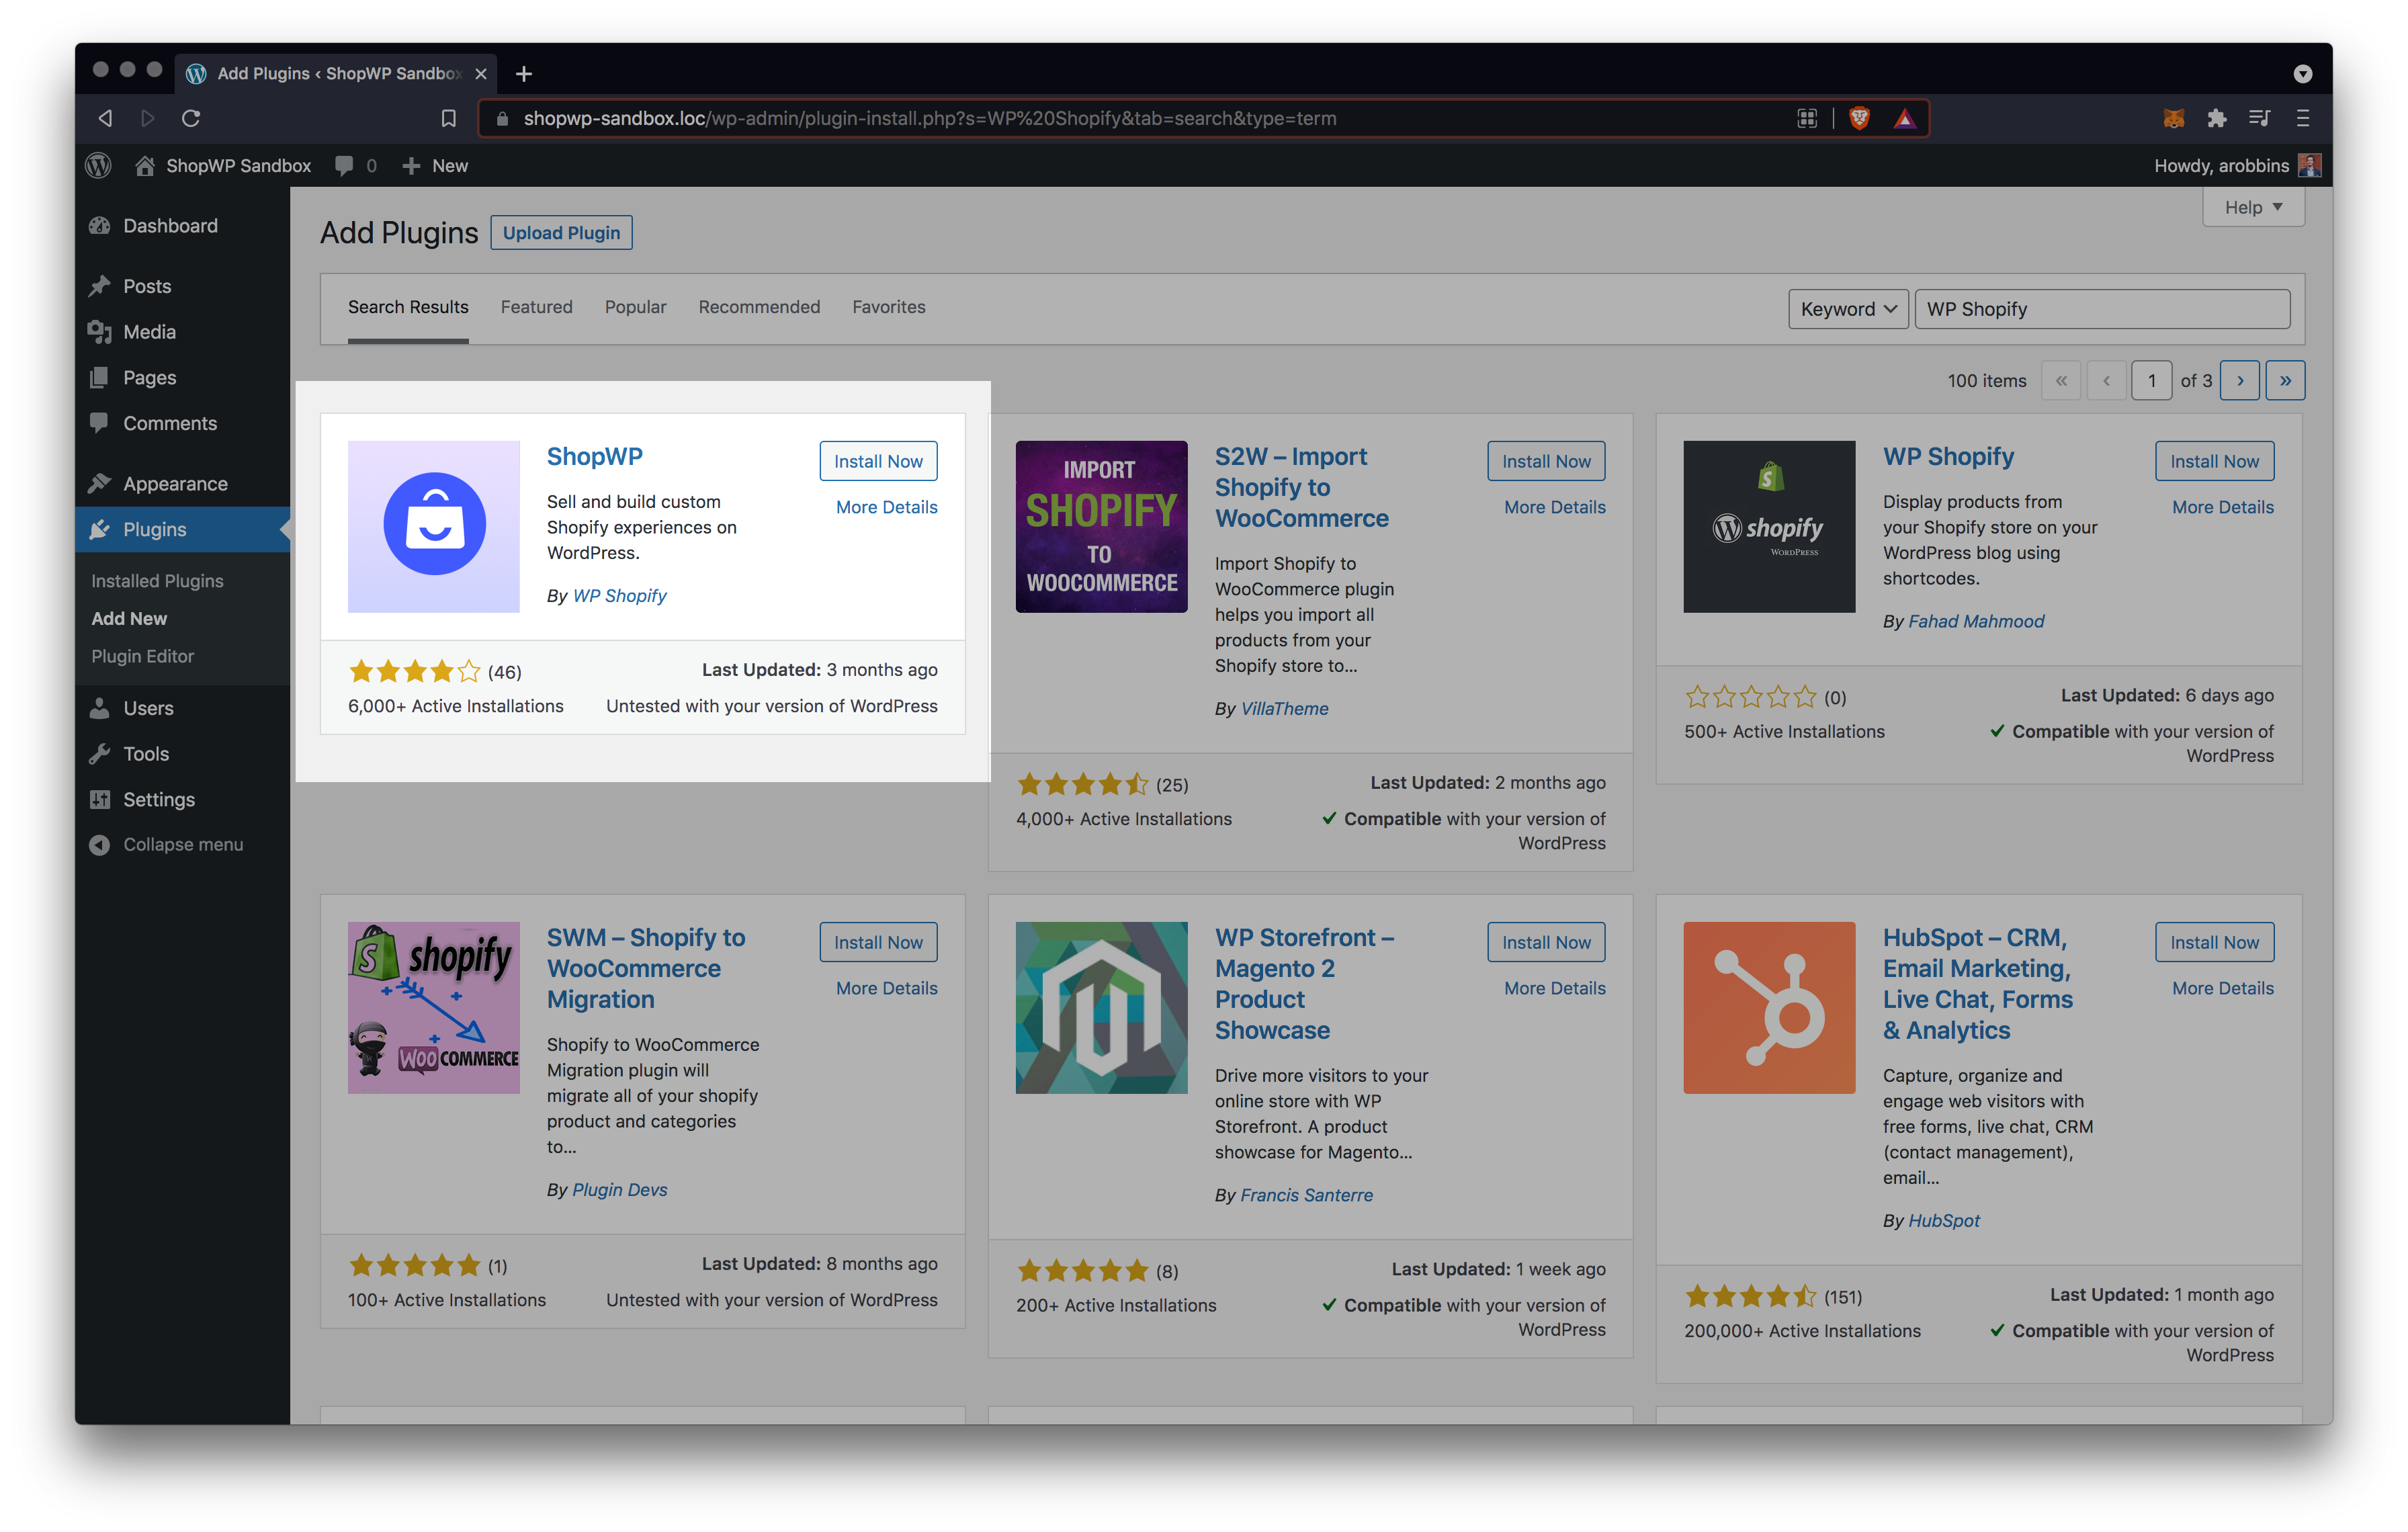 Add Plugins ‹ ShopWP Sandbox
shopwp-sandbox.loc/wp-admin/plugin-install.php?s=WP%20Shopify&tab=search&type=term
ShopWP Sandbox 0 New
Howdy, arobbins
Dashboard
Posts
Media
Pages
Comments
Appearance
Plugins
Installed Plugins
Add New
Plugin Editor
Users
Tools
Settings
Collapse menu
Help
Add Plugins
Upload Plugin
Search Results Featured Popular Recommended Favorites
Keyword
WP Shopify
100 items « ‹ 1 of 3 › »
ShopWP
Install Now
More Details
Sell and build custom
Shopify experiences on
WordPress.
By WP Shopify
(46)
Last Updated: 3 months ago
6,000+ Active Installations
Untested with your version of WordPress
IMPORT
SHOPIFY
TO
WOOCOMMERCE
S2W – Import
Shopify to
WooCommerce
Install Now
More Details
Import Shopify to
WooCommerce plugin
helps you import all
products from your
Shopify store to...
By VillaTheme
(25)
Last Updated: 2 months ago
4,000+ Active Installations
Compatible with your version of
WordPress
shopify
WORDPRESS
WP Shopify
Install Now
More Details
Display products from
your Shopify store on your
WordPress blog using
shortcodes.
By Fahad Mahmood
(0)
Last Updated: 6 days ago
500+ Active Installations
Compatible with your version of
WordPress
shopify
WOO COMMERCE
SWM – Shopify to
WooCommerce
Migration
Install Now
More Details
Shopify to WooCommerce
Migration plugin will
migrate all of your shopify
product and categories
to...
By Plugin Devs
(1)
Last Updated: 8 months ago
100+ Active Installations
Untested with your version of WordPress
WP Storefront –
Magento 2
Product
Showcase
Install Now
More Details
Drive more visitors to your
online store with WP
Storefront. A product
showcase for Magento...
By Francis Santerre
(8)
Last Updated: 1 week ago
200+ Active Installations
Compatible with your version of
WordPress
HubSpot – CRM,
Email Marketing,
Live Chat, Forms
& Analytics
Install Now
More Details
Capture, organize and
engage web visitors with
free forms, live chat, CRM
(contact management),
email...
By HubSpot
(151)
Last Updated: 1 month ago
200,000+ Active Installations
Compatible with your version of
WordPress